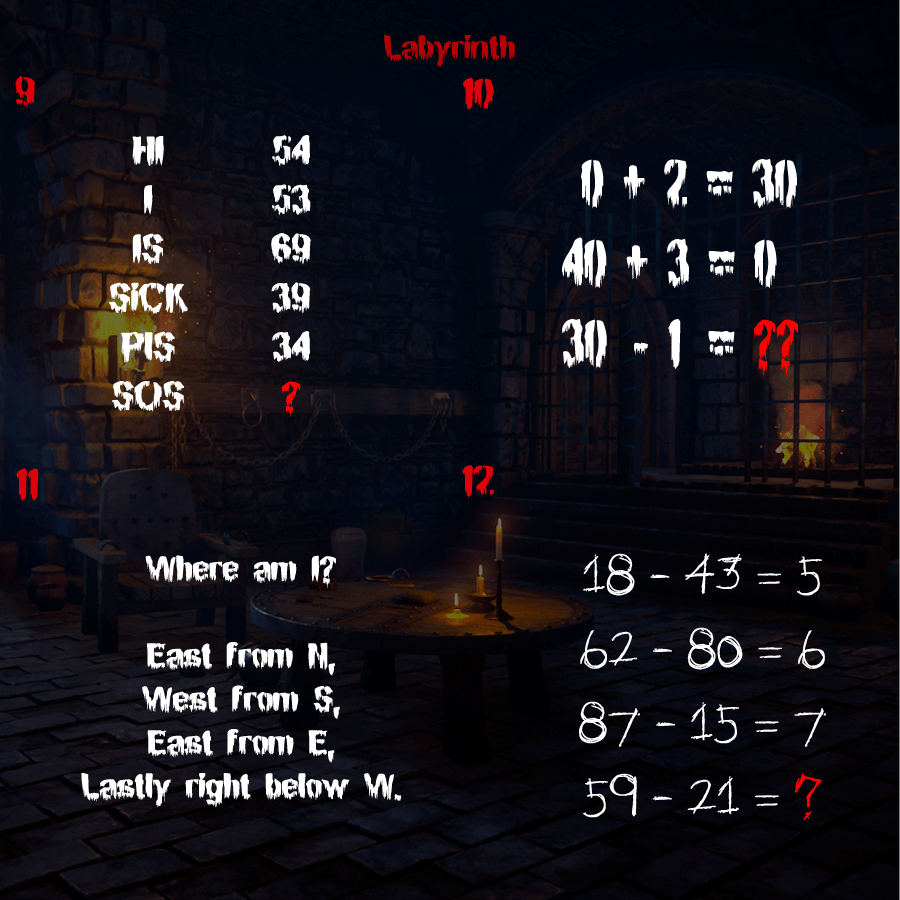 Labyrinth
9
HI 54
I 53
IS 69
SiCK 39
PIS 34
SOS ?
10
0 + 2 = 30
40 + 3 = 0
30 - 1 = ??
11
Where am I?
East from N,
West from S,
East from E,
Lastly right below W.
12
18 - 43 = 5
62 - 80 = 6
87 - 15 = 7
59 - 21 = ?